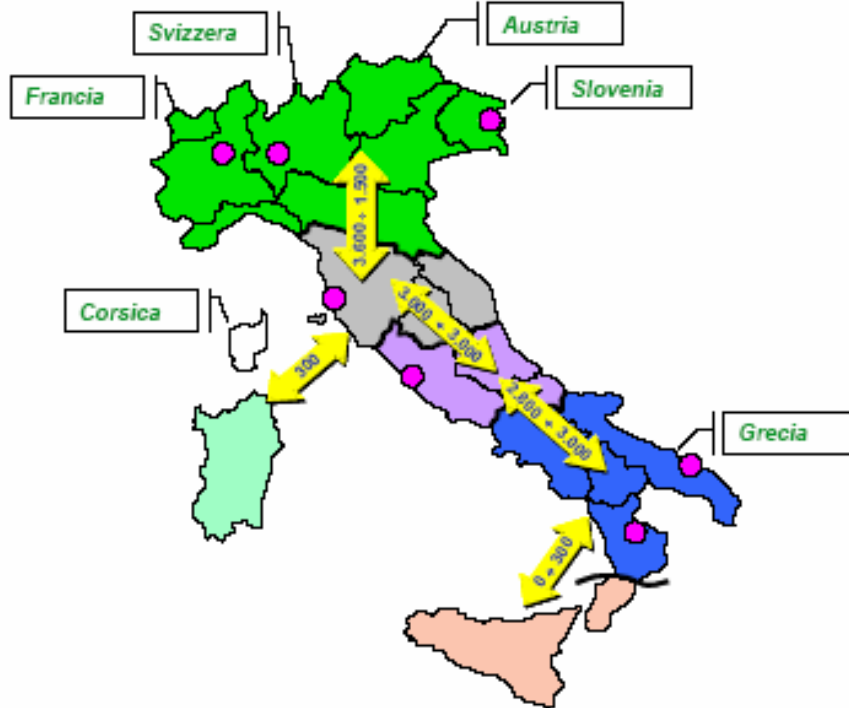 Svizzera
Austria
Francia
Slovenia
3.600 ÷ 1.500
Corsica
3.000 ÷ 3.000
300
2.800 ÷ 3.000
Grecia
0 ÷ 300